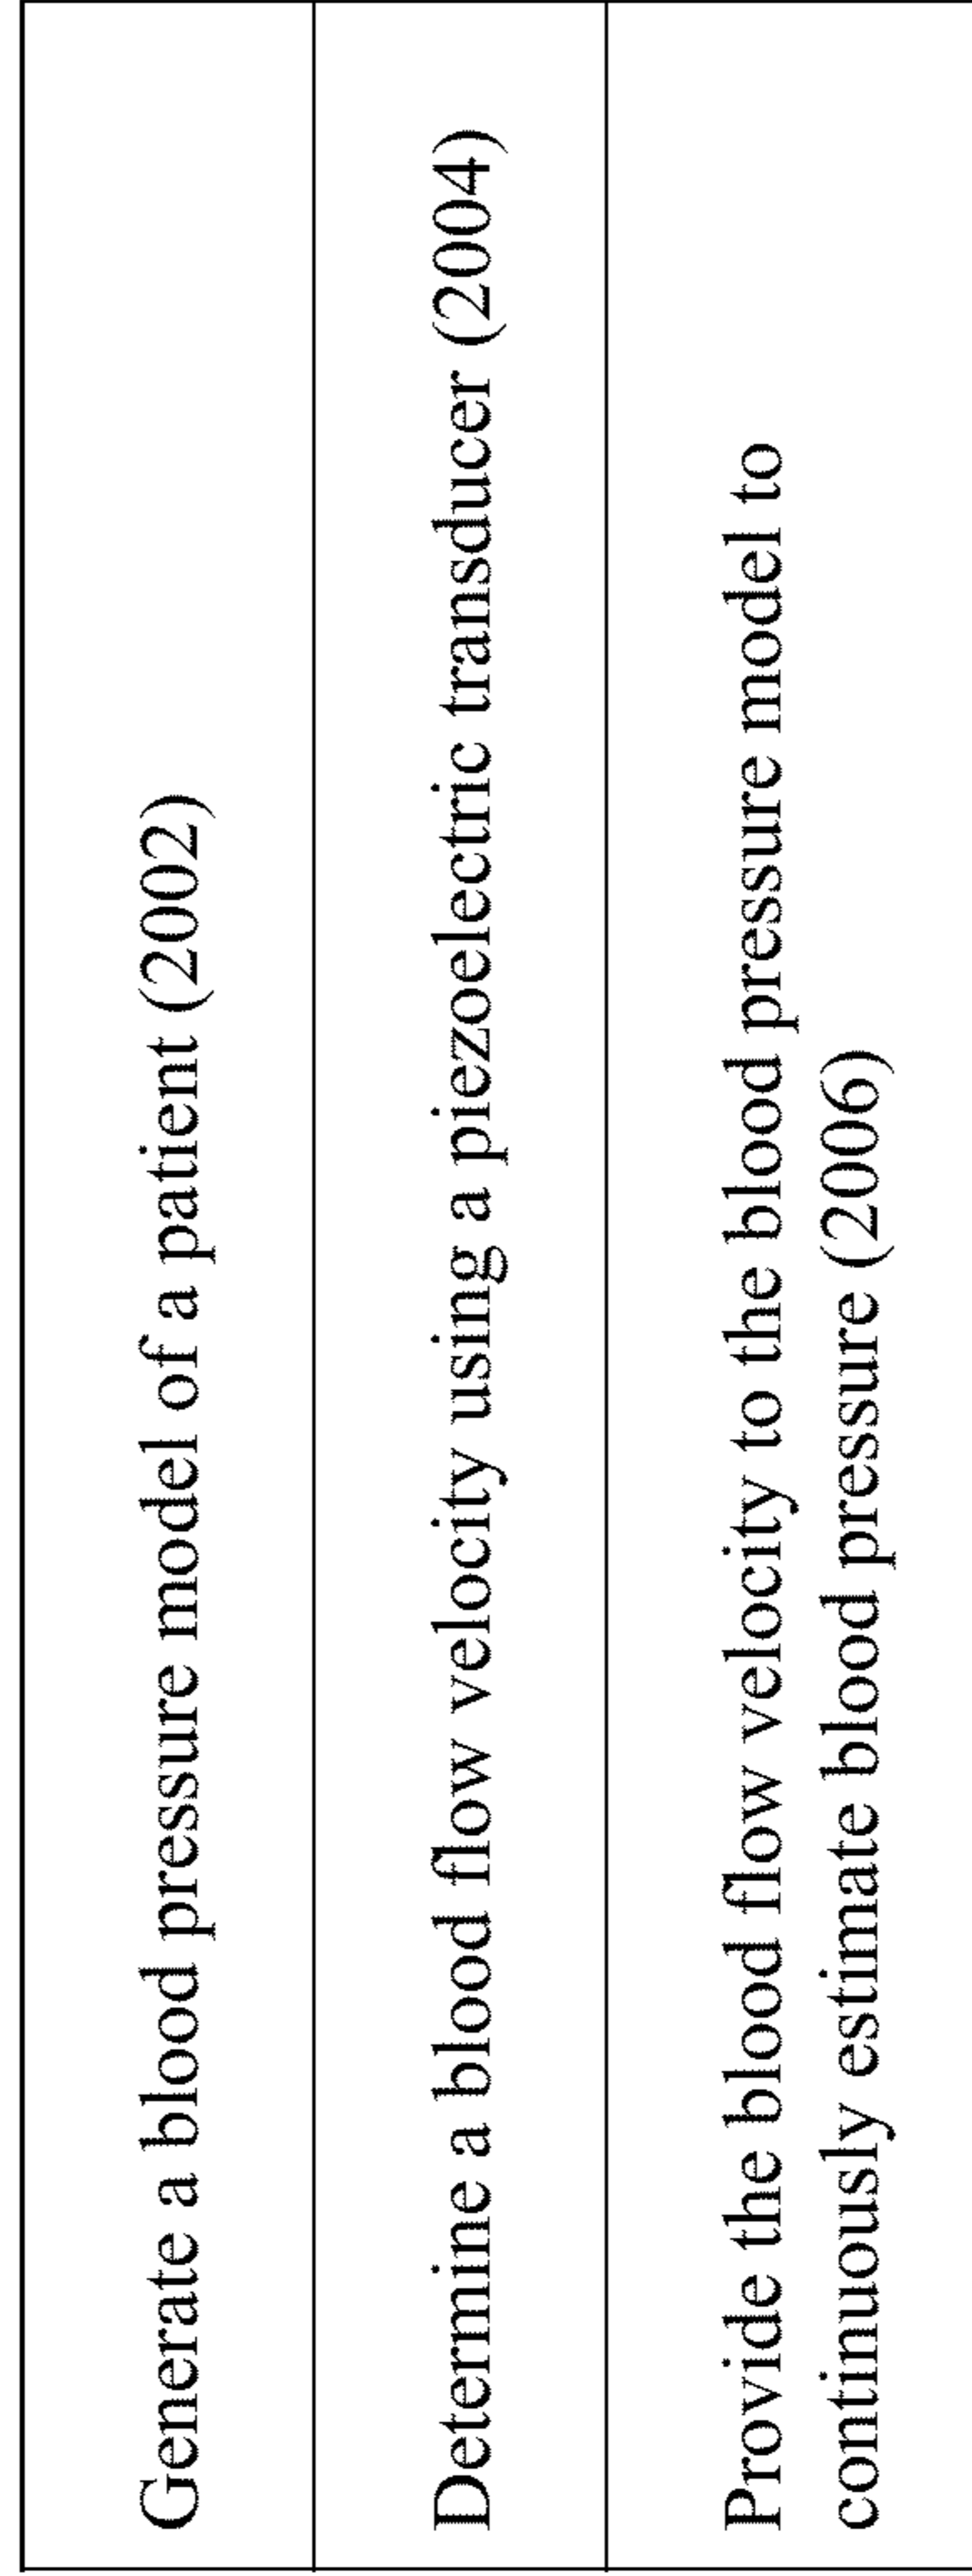 Generate a blood pressure model of a patient (2002)
Determine a blood flow velocity using a piezoelectric transducer (2004)
Provide the blood flow velocity to the blood pressure model to
continuously estimate blood pressure (2006)